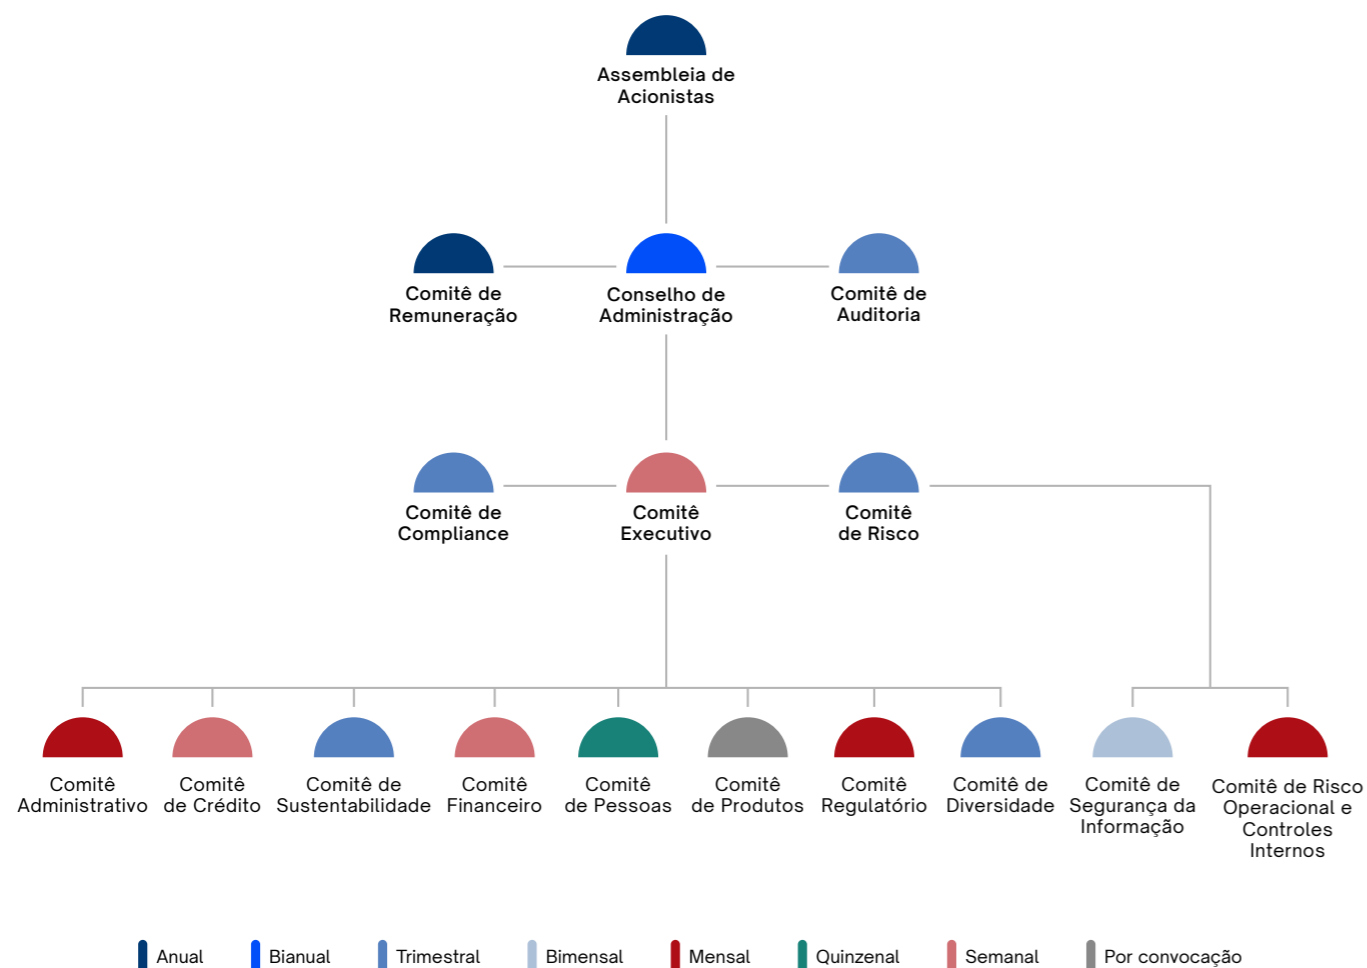 Assembleia de
Acionistas
Comitê de
Remuneração
Conselho de
Administração
Comitê de
Auditoria
Comitê de
Compliance
Comitê
Executivo
Comitê
de Risco
Comitê
Administrativo
Comitê
de Crédito
Comitê de
Sustentabilidade
Comitê
Financeiro
Comitê
de Pessoas
Comitê
de Produtos
Comitê
Regulatório
Comitê de
Diversidade
Comitê de
Segurança da
Informação
Comitê de Risco
Operacional e
Controles
Internos
Anual
Bianual
Trimestral
Bimensal
Mensal
Quinzenal
Semanal
Por convocação